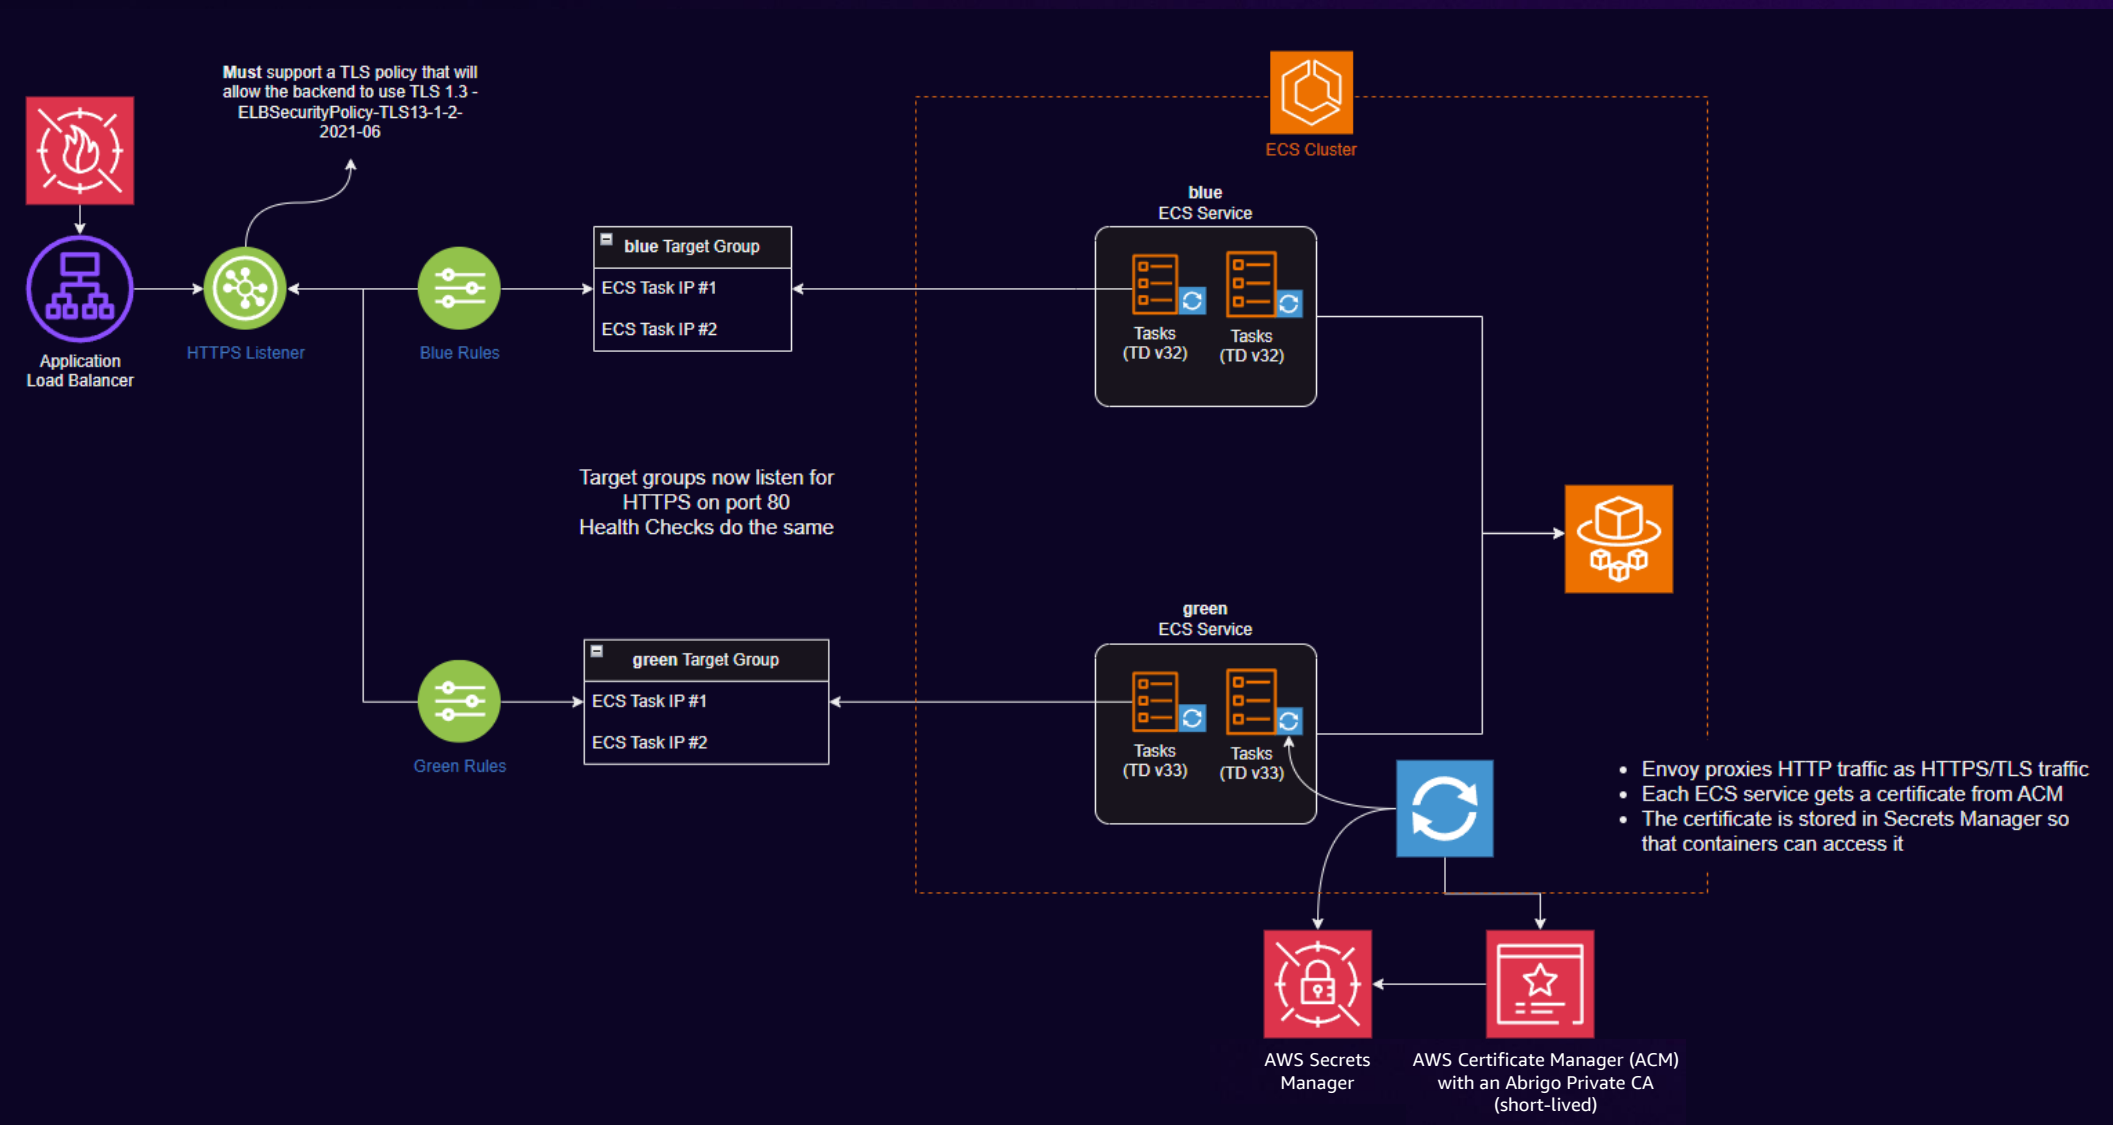 Must support a TLS policy that will
allow the backend to use TLS 1.3 -
ELBSecurityPolicy-TLS13-1-2-
2021-06
ECS Cluster
blue
ECS Service
blue Target Group
ECS Task IP #1
ECS Task IP #2
Tasks
(TD v32)
Tasks
(TD v32)
Application
Load Balancer
HTTPS Listener
Blue Rules
Target groups now listen for
HTTPS on port 80
Health Checks do the same
green
ECS Service
green Target Group
ECS Task IP #1
ECS Task IP #2
Tasks
(TD v33)
Tasks
(TD v33)
Green Rules
• Envoy proxies HTTP traffic as HTTPS/TLS traffic
• Each ECS service gets a certificate from ACM
• The certificate is stored in Secrets Manager so
that containers can access it
AWS Secrets
Manager
AWS Certificate Manager (ACM)
with an Abrigo Private CA
(short-lived)